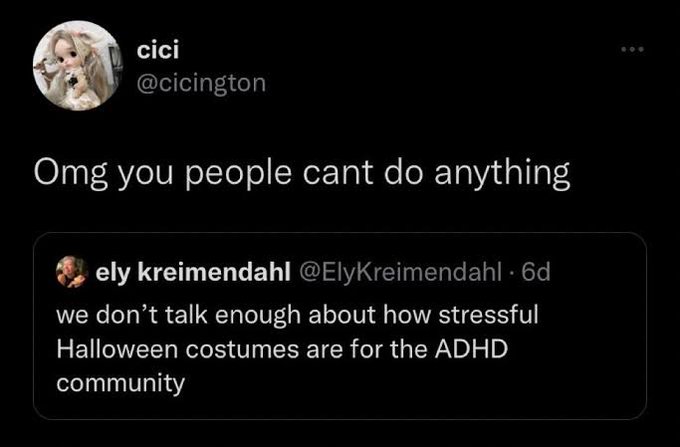 cici
@cicington
Omg you people cant do anything
ely kreimendahl @ElyKreimendahl · 6d
we don’t talk enough about how stressful
Halloween costumes are for the ADHD
community